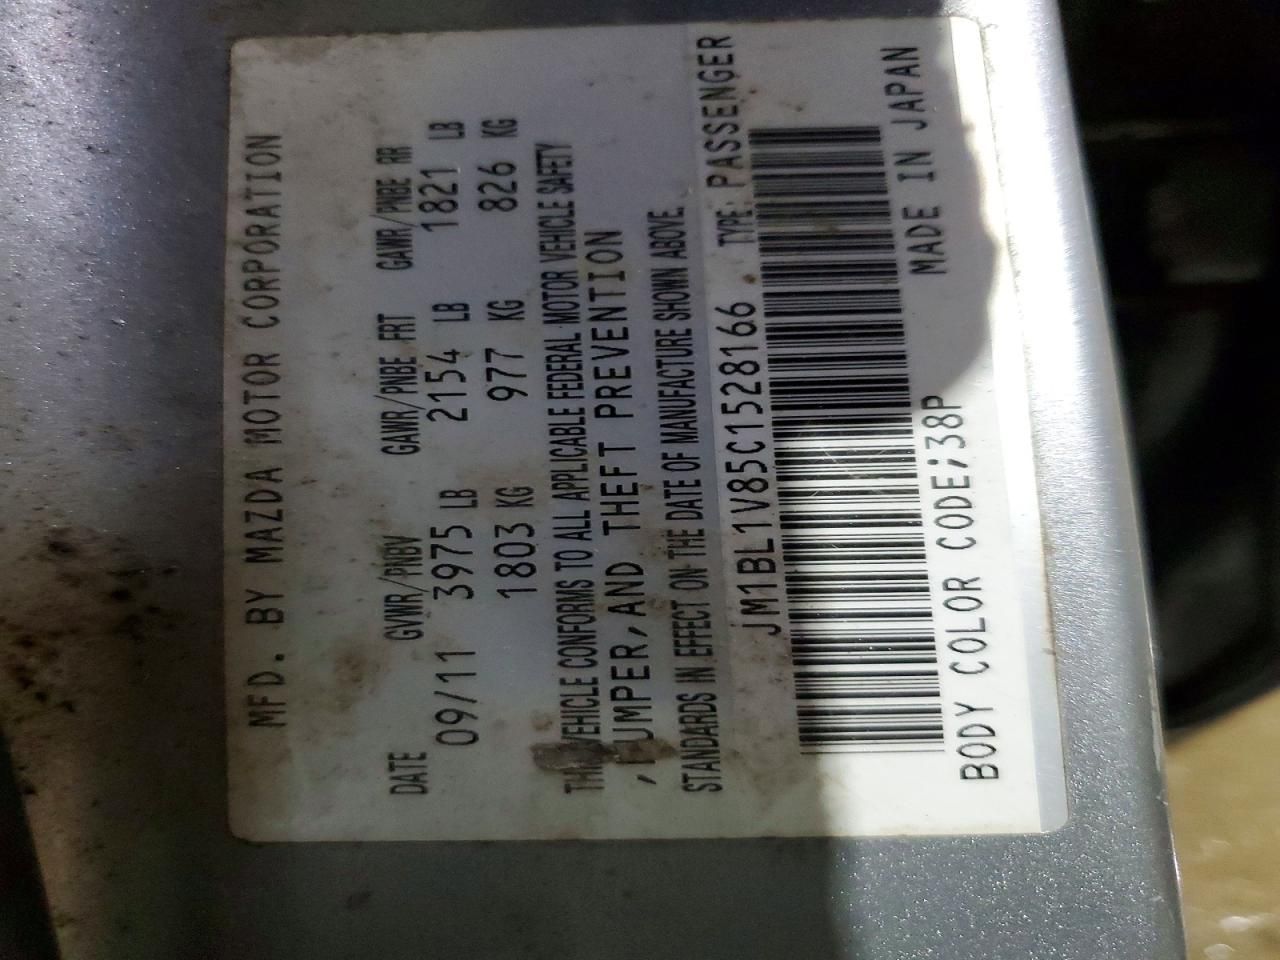 MFD. BY MAZDA MOTOR CORPORATION
DATE GVWR/PNBV GAWR/PNBE FRT GAWR/PNBE RR
09/11 3975 LB 2154 LB 1821 LB
1803 KG 977 KG 826 KG
VEHICLE CONFORMS TO ALL APPLICABLE FEDERAL MOTOR VEHICLE SAFETY
, UMPER, AND THEFT PREVENTION
STANDARDS IN EFFECT ON THE DATE OF MANUFACTURE SHOWN ABOVE.
JM1BL1V85C1528166 TYPE: PASSENGER
BODY COLOR CODE;38P MADE IN JAPAN